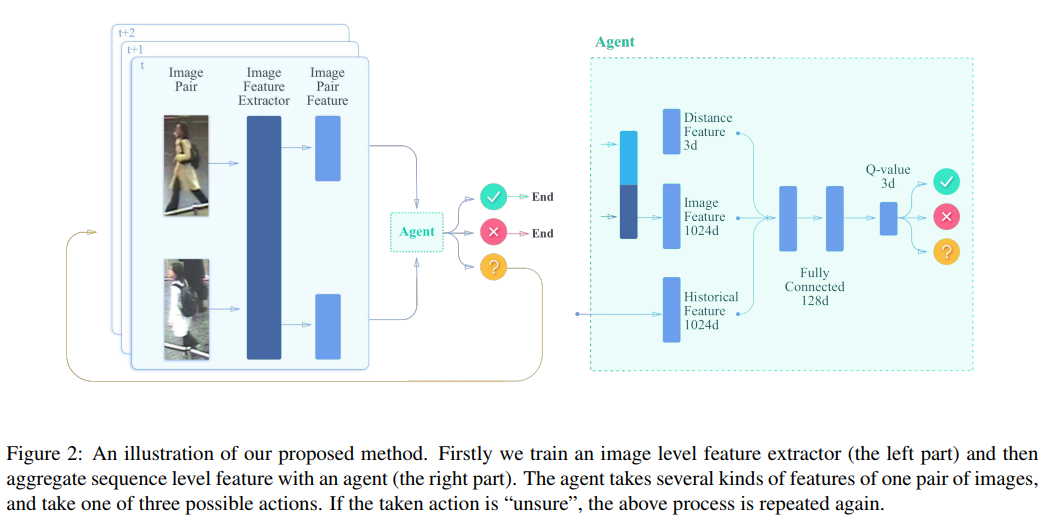 t+2
t+1
t
Image
Pair
Image
Feature
Extractor
Image
Pair
Feature
Agent
End
End
?
Agent
Distance
Feature
3d
Image
Feature
1024d
Historical
Feature
1024d
Fully
Connected
128d
Q-value
3d
?
Figure 2: An illustration of our proposed method. Firstly we train an image level feature extractor (the left part) and then
aggregate sequence level feature with an agent (the right part). The agent takes several kinds of features of one pair of images,
and take one of three possible actions. If the taken action is “unsure”, the above process is repeated again.